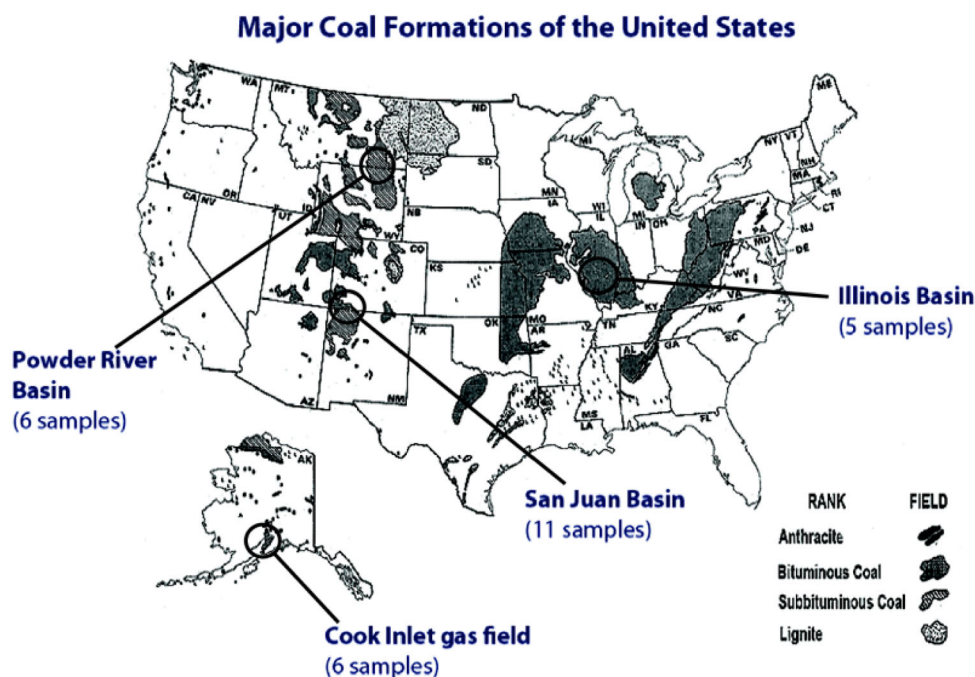 Major Coal Formations of the United States
WA
MT
ND
ME
OR
ID
SD
MN
MI
NY
VT
NH
MA
RI
CT
CA
NV
UT
WY
NB
IA
WI
IL
MI
IN
OH
PA
NJ
MD
DE
CO
KS
WV
VA
KY
NC
OK
MO
AR
TN
SC
TX
AL
GA
AZ
NM
MS
LA
FL
AK
Powder River
Basin
(6 samples)
Illinois Basin
(5 samples)
San Juan Basin
(11 samples)
Cook Inlet gas field
(6 samples)
RANK FIELD
Anthracite
Bituminous Coal
Subbituminous Coal
Lignite